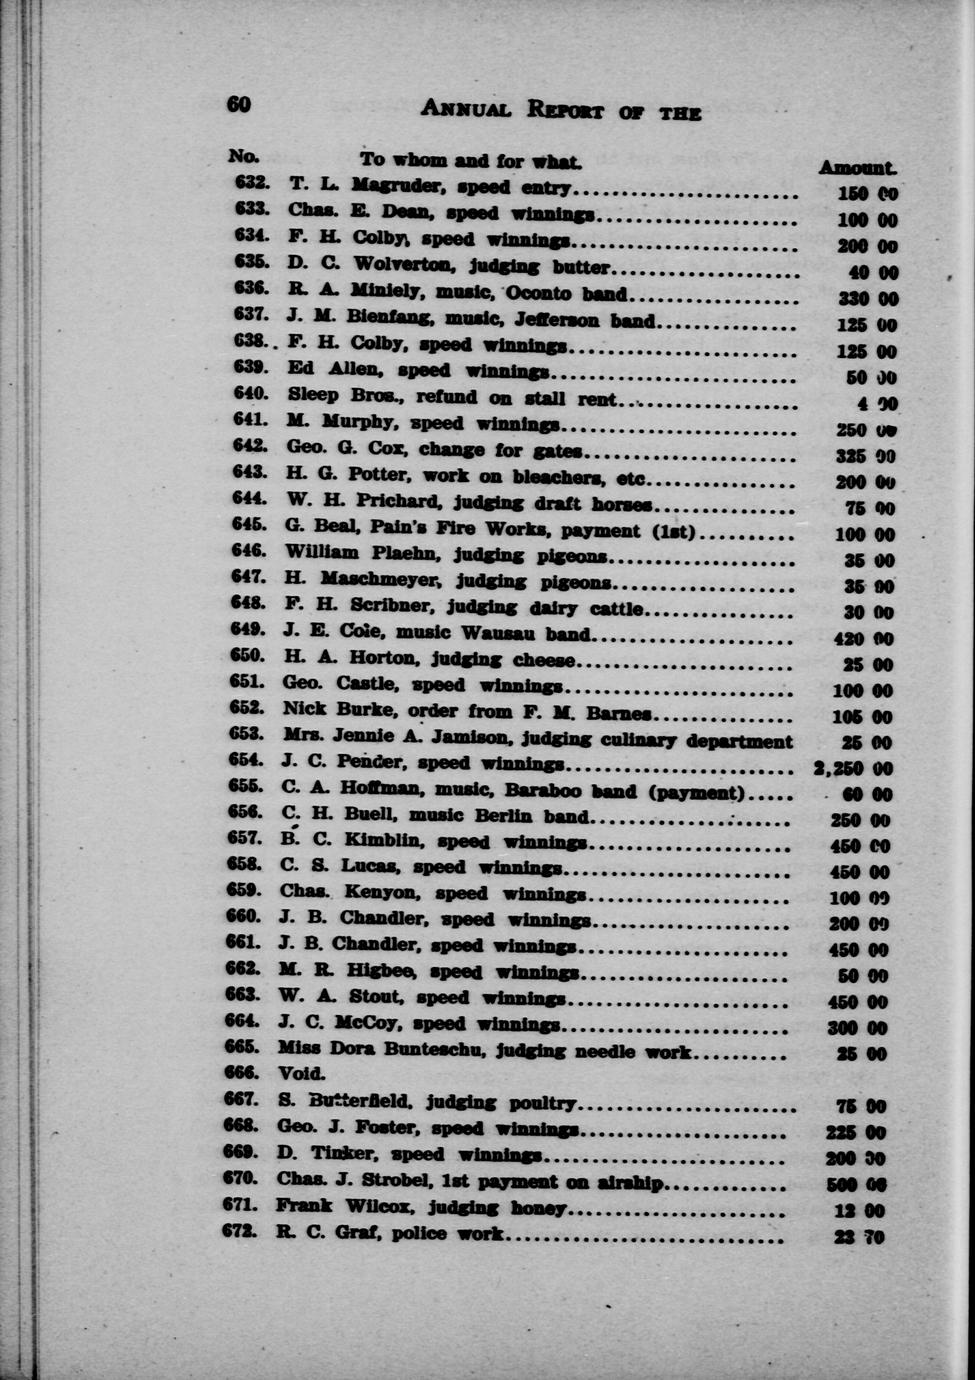 60 ANNUAL REPORT OF THE
No. To whom and for what. Amount.
632. T. L. Magruder, speed entry........................ 150 00
633. Chas. E. Dean, speed winnings..................... 100 00
634. F. H. Colby, speed winnings........................ 200 00
635. D. C. Wolverton, judging butter.................... 40 00
636. R. A. Miniely, music, Oconto band.................. 330 00
637. J. M. Bienfang, music, Jefferson band............... 125 00
638.. F. H. Colby, speed winnings........................ 125 00
639. Ed Allen, speed winnings.......................... 50 00
640. Sleep Bros., refund on stall rent................... 4 00
641. M. Murphy, speed winnings......................... 250 00
642. Geo. G. Cox, change for gates...................... 325 00
643. H. G. Potter, work on bleachers, etc................ 200 00
644. W. H. Prichard, judging draft horses............... 75 00
645. G. Beal, Pain's Fire Works, payment (1st).......... 100 00
646. William Plaehn, judging pigeons.................... 35 00
647. H. Maschmeyer, judging pigeons.................... 35 00
648. F. H. Scribner, judging dairy cattle................ 30 00
649. J. E. Cole, music Wausau band..................... 420 00
650. H. A. Horton, judging cheese....................... 25 00
651. Geo. Castle, speed winnings........................ 100 00
652. Nick Burke, order from F. M. Barnes............... 105 00
653. Mrs. Jennie A. Jamison, judging culinary department 25 00
654. J. C. Pender, speed winnings........................ 2,250 00
655. C. A. Hoffman, music, Baraboo band (payment)..... 60 00
656. C. H. Buell, music Berlin band..................... 250 00
657. B. C. Kimblin, speed winnings..................... 450 00
658. C. S. Lucas, speed winnings........................ 450 00
659. Chas. Kenyon, speed winnings...................... 100 00
660. J. B. Chandler, speed winnings..................... 200 00
661. J. B. Chandler, speed winnings...................... 450 00
662. M. R. Higbee, speed winnings...................... 50 00
663. W. A. Stout, speed winnings........................ 450 00
664. J. C. McCoy, speed winnings........................ 300 00
665. Miss Dora Bunteschu, judging needle work.......... 25 00
666. Void.
667. S. Butterfield, judging poultry....................... 75 00
668. Geo. J. Foster, speed winnings...................... 225 00
669. D. Tinker, speed winnings.......................... 200 00
670. Chas. J. Strobel, 1st payment on airship............. 500 00
671. Frank Wilcox, judging honey....................... 12 00
672. R. C. Graf, police work............................. 70